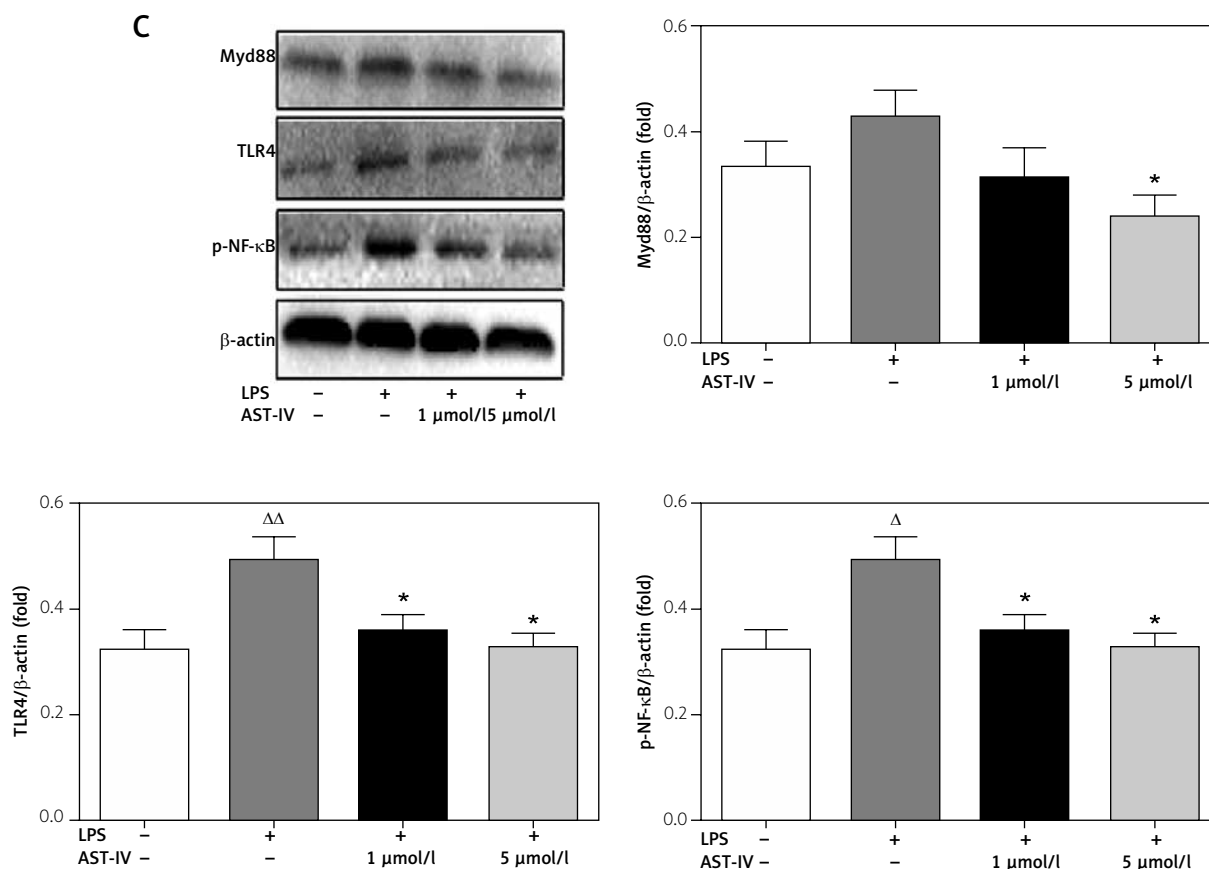 C
Myd88
TLR4
p-NF-κB
β-actin
LPS – + + +
AST-IV – – 1 μmol/l5 μmol/l
Myd88/β-actin (fold)
0.6
0.4
0.2
0.0
*
LPS – + + +
AST-IV – – 1 μmol/l 5 μmol/l
TLR4/β-actin (fold)
0.6
0.4
0.2
0.0
ΔΔ
*
*
LPS – + + +
AST-IV – – 1 μmol/l 5 μmol/l
p-NF-κB/β-actin (fold)
0.6
0.4
0.2
0.0
Δ
*
*
LPS – + + +
AST-IV – – 1 μmol/l 5 μmol/l